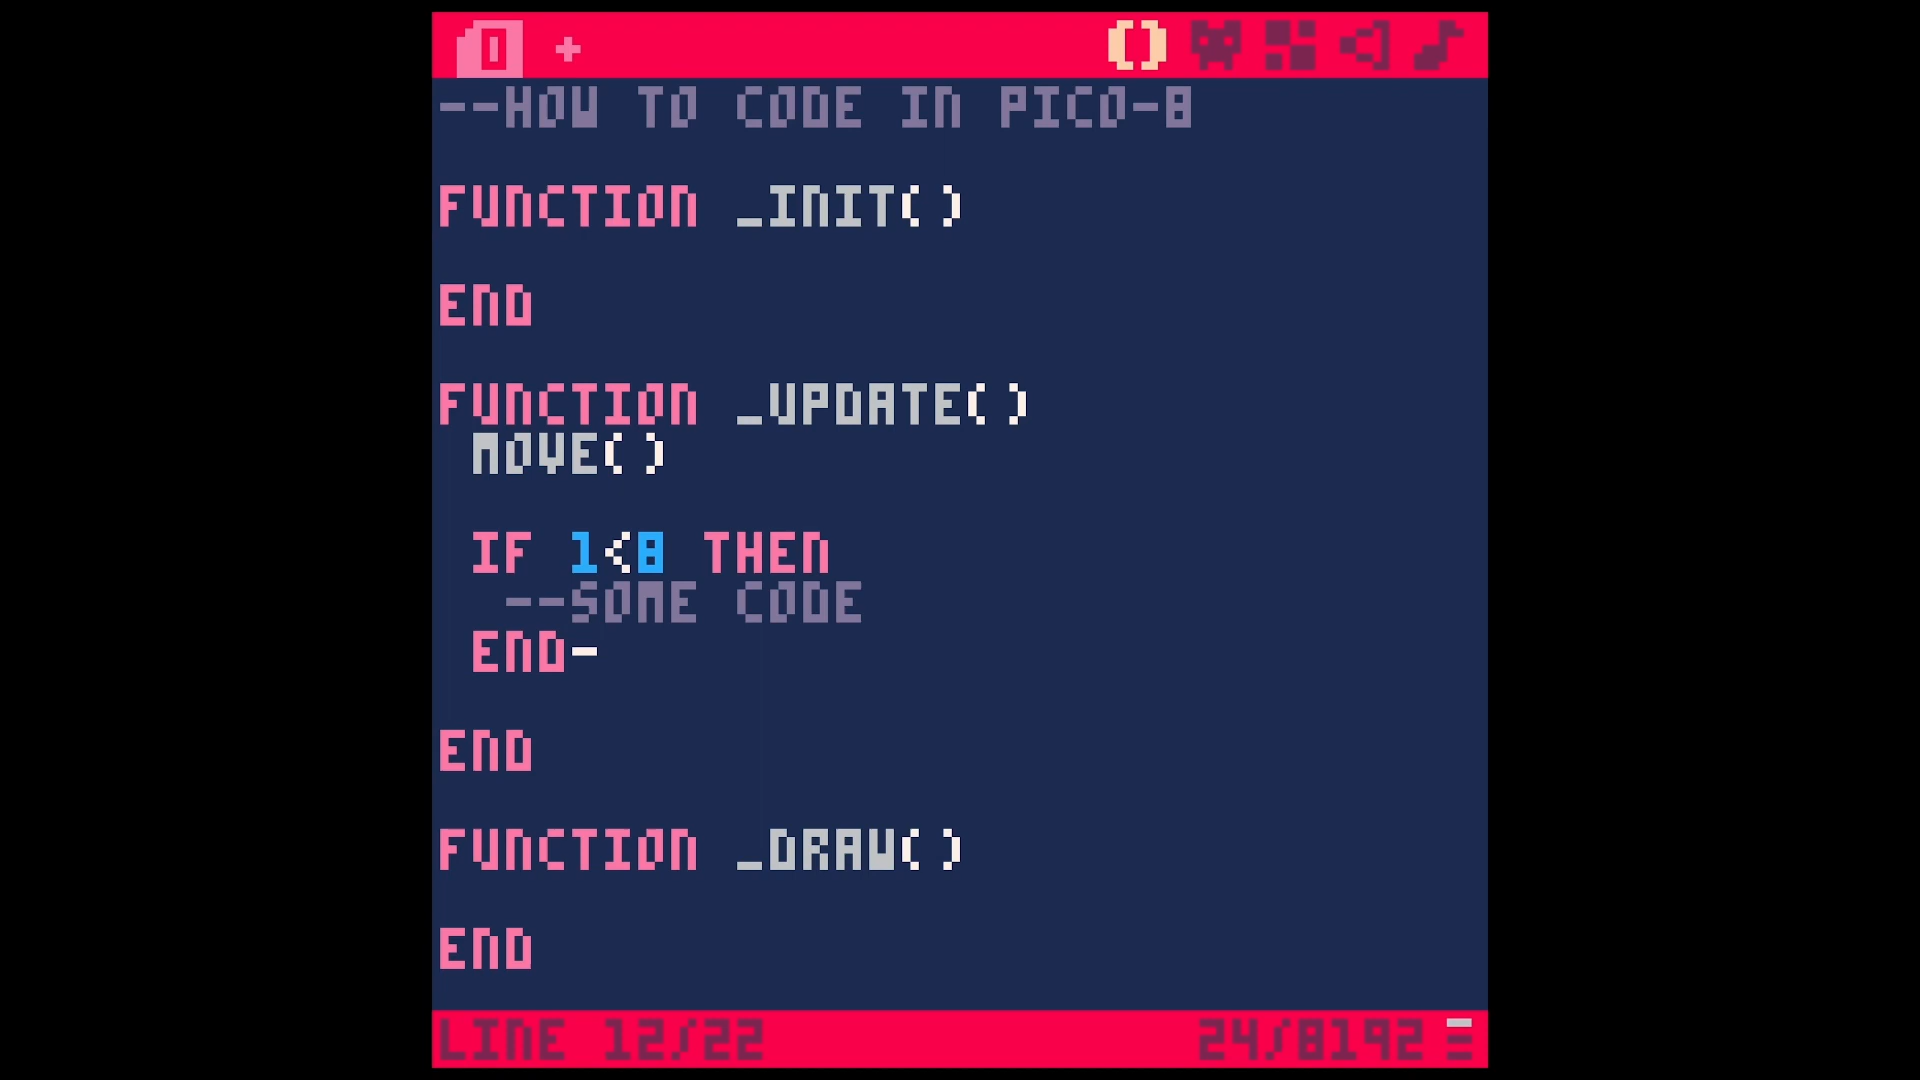 0 +
--HOW TO CODE IN PICO-8
FUNCTION _INIT()
END
FUNCTION _UPDATE()
MOVE()
IF 1<8 THEN
--SOME CODE
END-
END
FUNCTION _DRAW()
END
LINE 12/22 24/8192